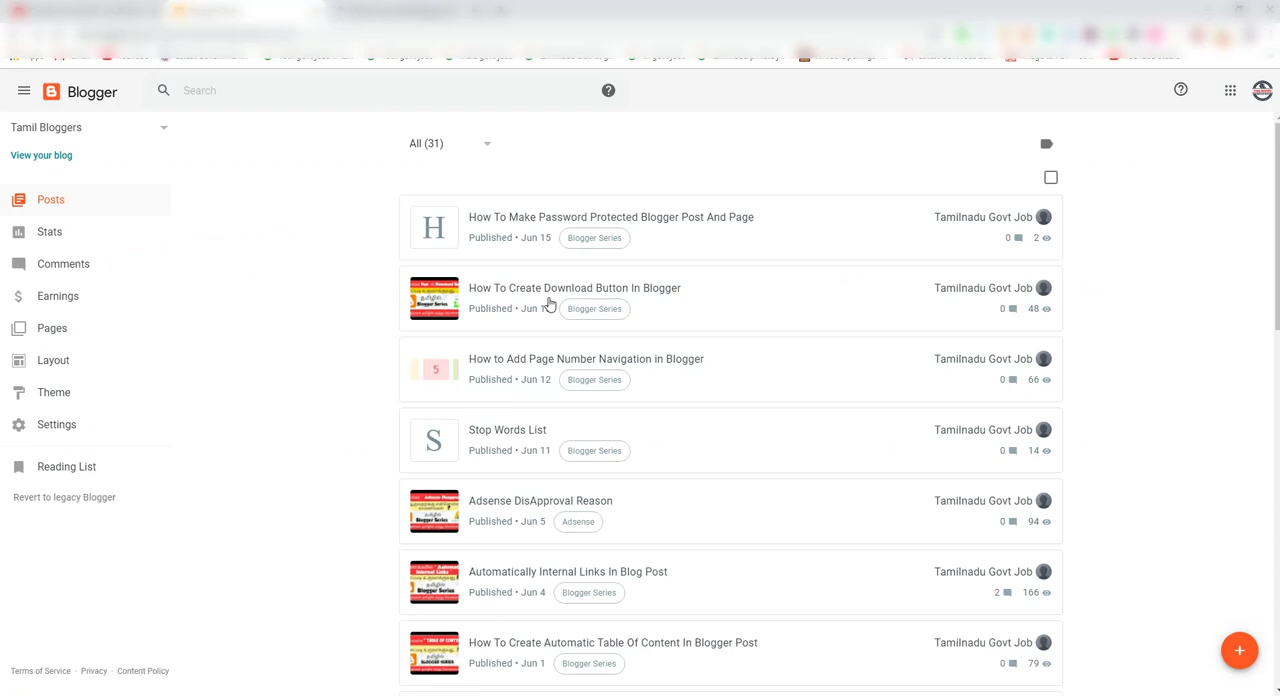 Blogger
Search
Tamil Bloggers
View your blog
Posts
Stats
Comments
Earnings
Pages
Layout
Theme
Settings
Reading List
Revert to legacy Blogger
Terms of Service · Privacy · Content Policy
All (31)
H
How To Make Password Protected Blogger Post And Page
Tamilnadu Govt Job
Published • Jun 15 Blogger Series
0 2
How To Create Download Button In Blogger
Tamilnadu Govt Job
Published • Jun Blogger Series
0 48
5
How to Add Page Number Navigation in Blogger
Tamilnadu Govt Job
Published • Jun 12 Blogger Series
0 66
S
Stop Words List
Tamilnadu Govt Job
Published • Jun 11 Blogger Series
0 14
Adsense DisApproval Reason
Tamilnadu Govt Job
Published • Jun 5 Adsense
0 94
Automatically Internal Links In Blog Post
Tamilnadu Govt Job
Published • Jun 4 Blogger Series
2 166
How To Create Automatic Table Of Content In Blogger Post
Tamilnadu Govt Job
Published • Jun 1 Blogger Series
0 79